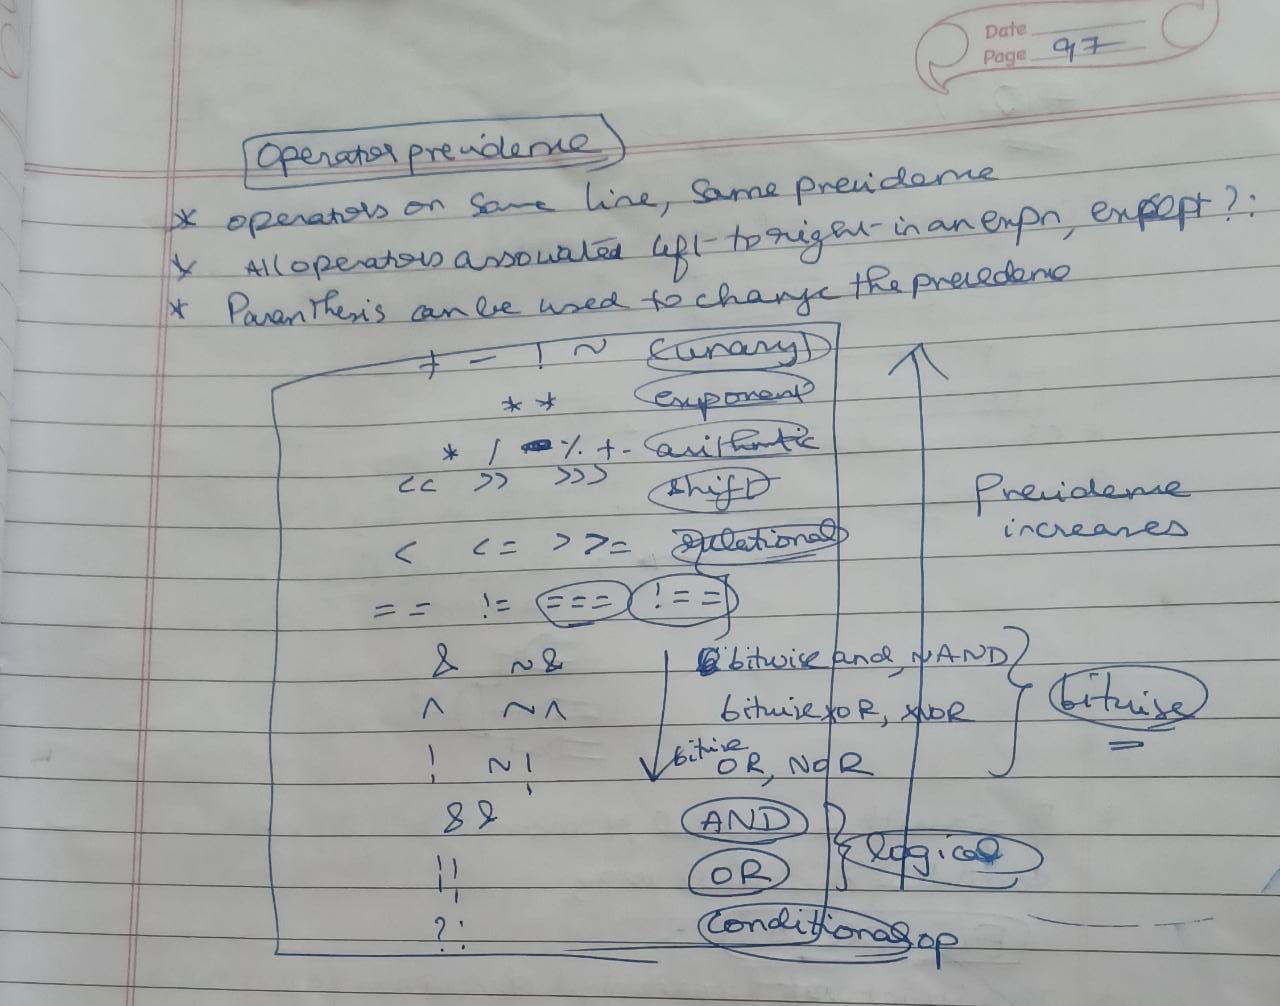 Date
Page 97
Operator precidence
* operators on same line, same precidence
* All operators associated left to right in an expn, except ?:
* Paranthesis can be used to change the precedence
+ - ! ~ (unary)
** exponent
* / % + - arithmtic
<< >> >>> shift
< <= > >= relational
Precidence
increases
== != === !==
& ~& bitwise and, NAND
bitwise
^ ~^ bitwise XOR, XNOR
| ~| bitwise OR, NOR
&& AND
logical
|| OR
?: conditional op